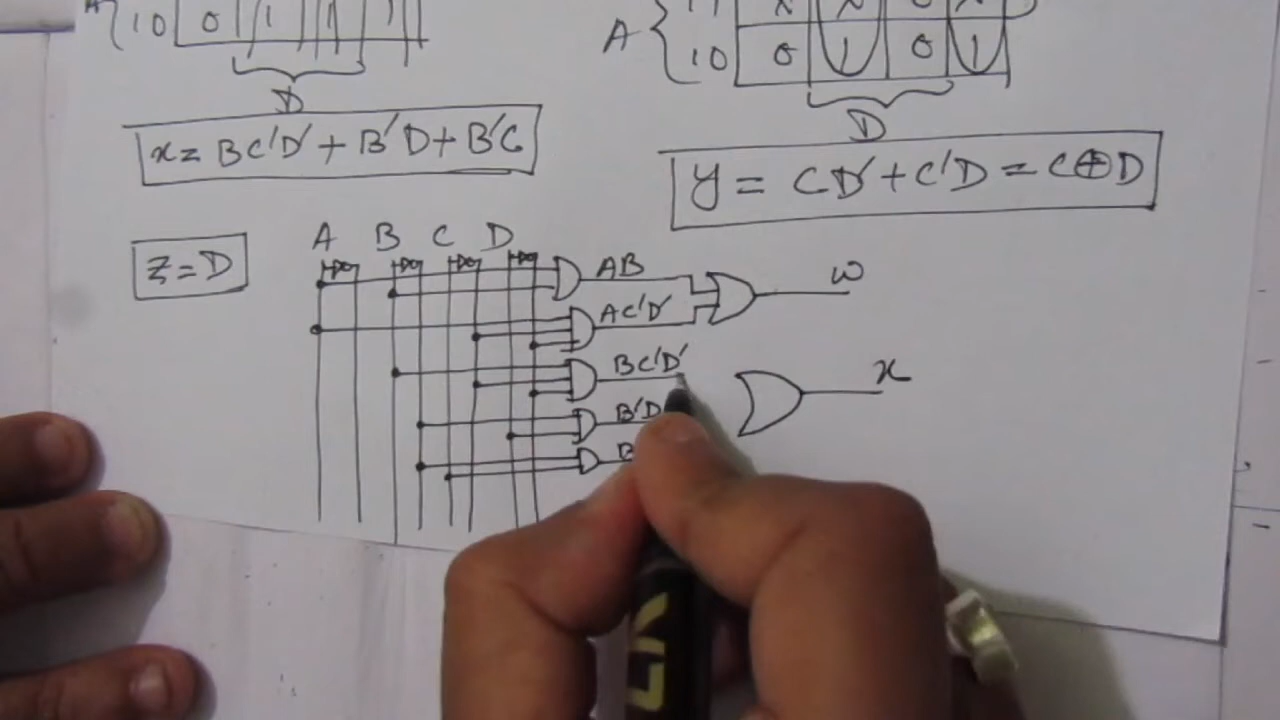 10 0 1 1 1
D
x = BC'D' + B'D + B'C
A 10 0 1 0 1
D
y = CD' + C'D = C⊕D
Z = D
A B C D
AB
w
AC'D'
BC'D'
x
B'D
B